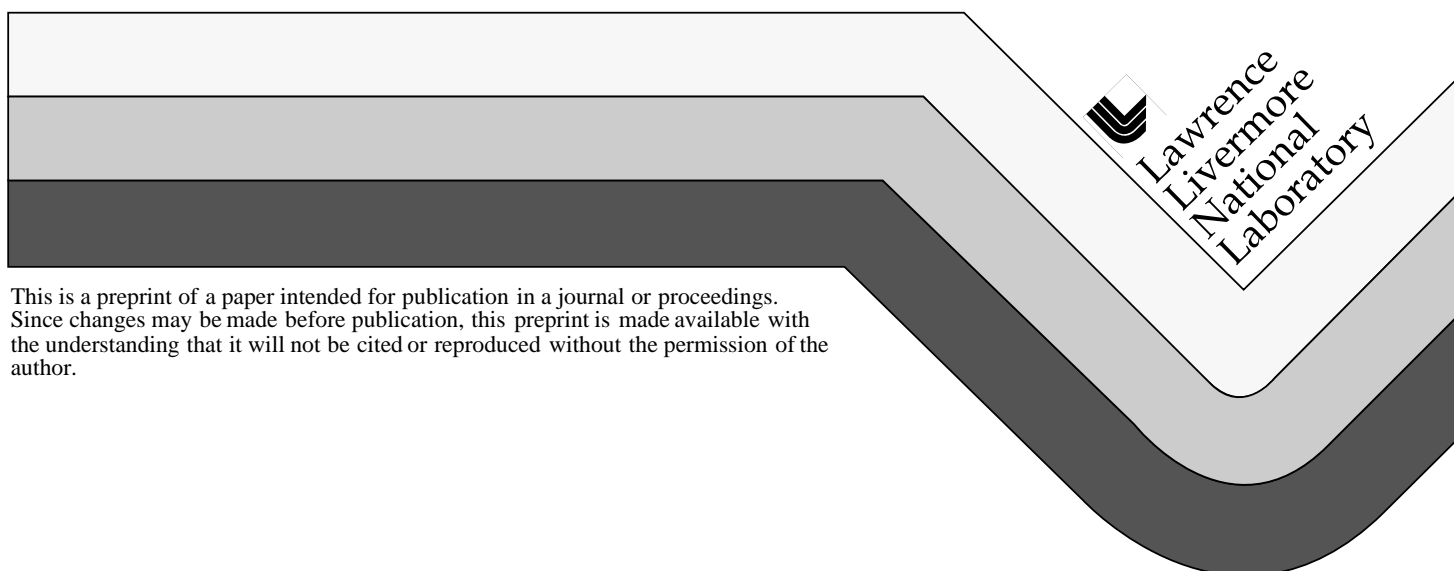 Lawrence
Livermore
National
Laboratory
This is a preprint of a paper intended for publication in a journal or proceedings.
Since changes may be made before publication, this preprint is made available with
the understanding that it will not be cited or reproduced without the permission of the
author.